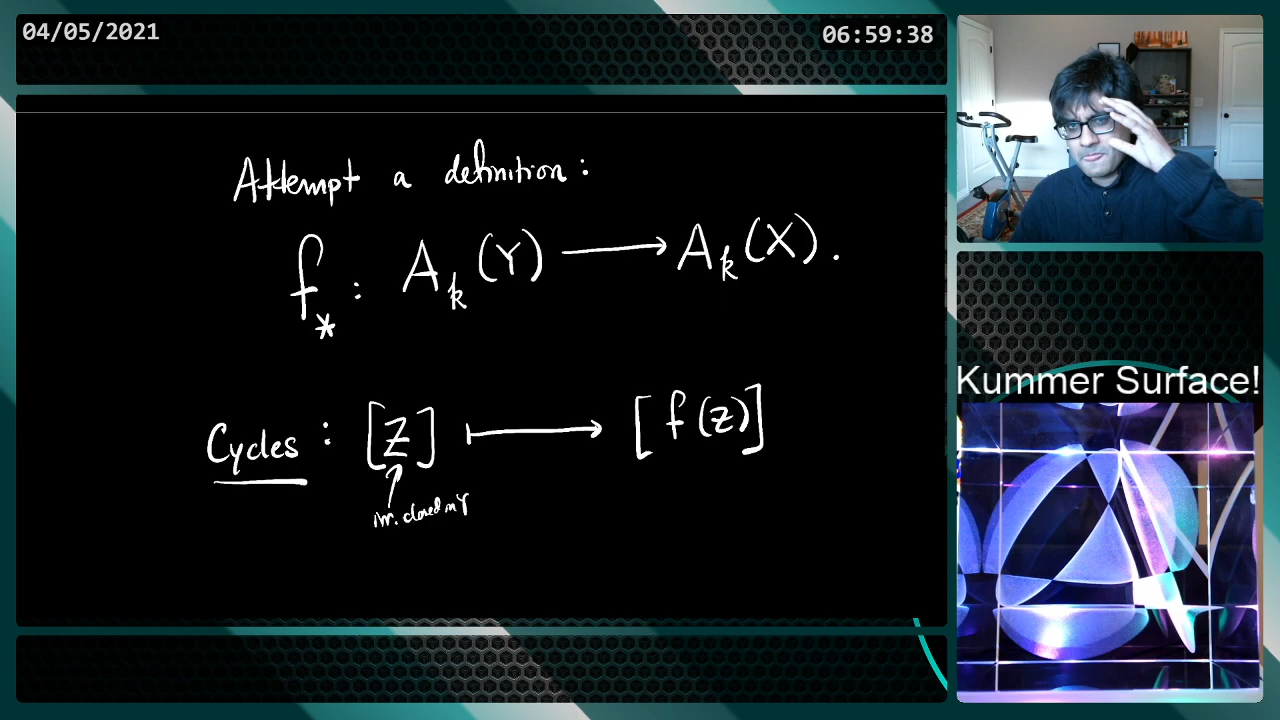 04/05/2021
06:59:38
Attempt a definition:
f_* : A_k (Y) ⟶ A_k (X).
Cycles : [Z] ⟼ [f(Z)]
irr. closed in Y
Kummer Surface!